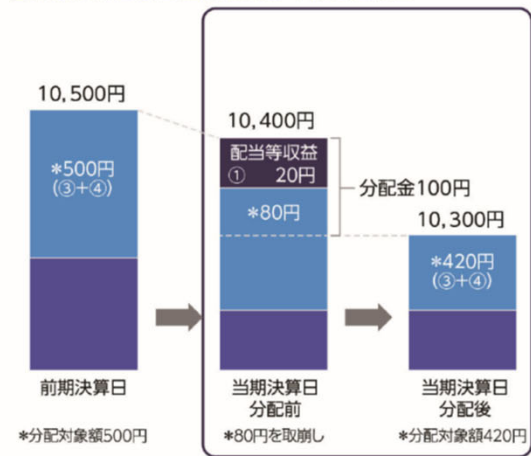 10,500円
*500円
(③+④)
前期決算日
*分配対象額500円
10,400円
配当等収益
① 20円
*80円
分配金100円
当期決算日
分配前
*80円を取崩し
10,300円
*420円
(③+④)
当期決算日
分配後
*分配対象額420円